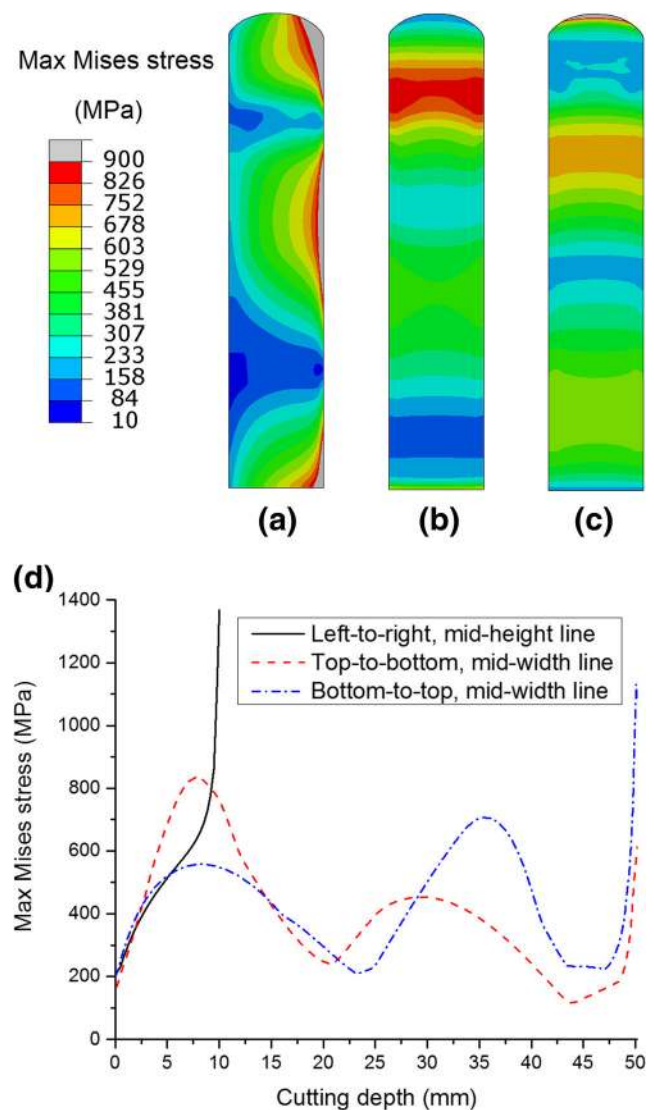 Max Mises stress
(MPa)
900
826
752
678
603
529
455
381
307
233
158
84
10
(a) (b) (c)
(d)
1400
1200
1000
800
600
400
200
0
Max Mises stress (MPa)
Left-to-right, mid-height line
Top-to-bottom, mid-width line
Bottom-to-top, mid-width line
0 5 10 15 20 25 30 35 40 45 50
Cutting depth (mm)